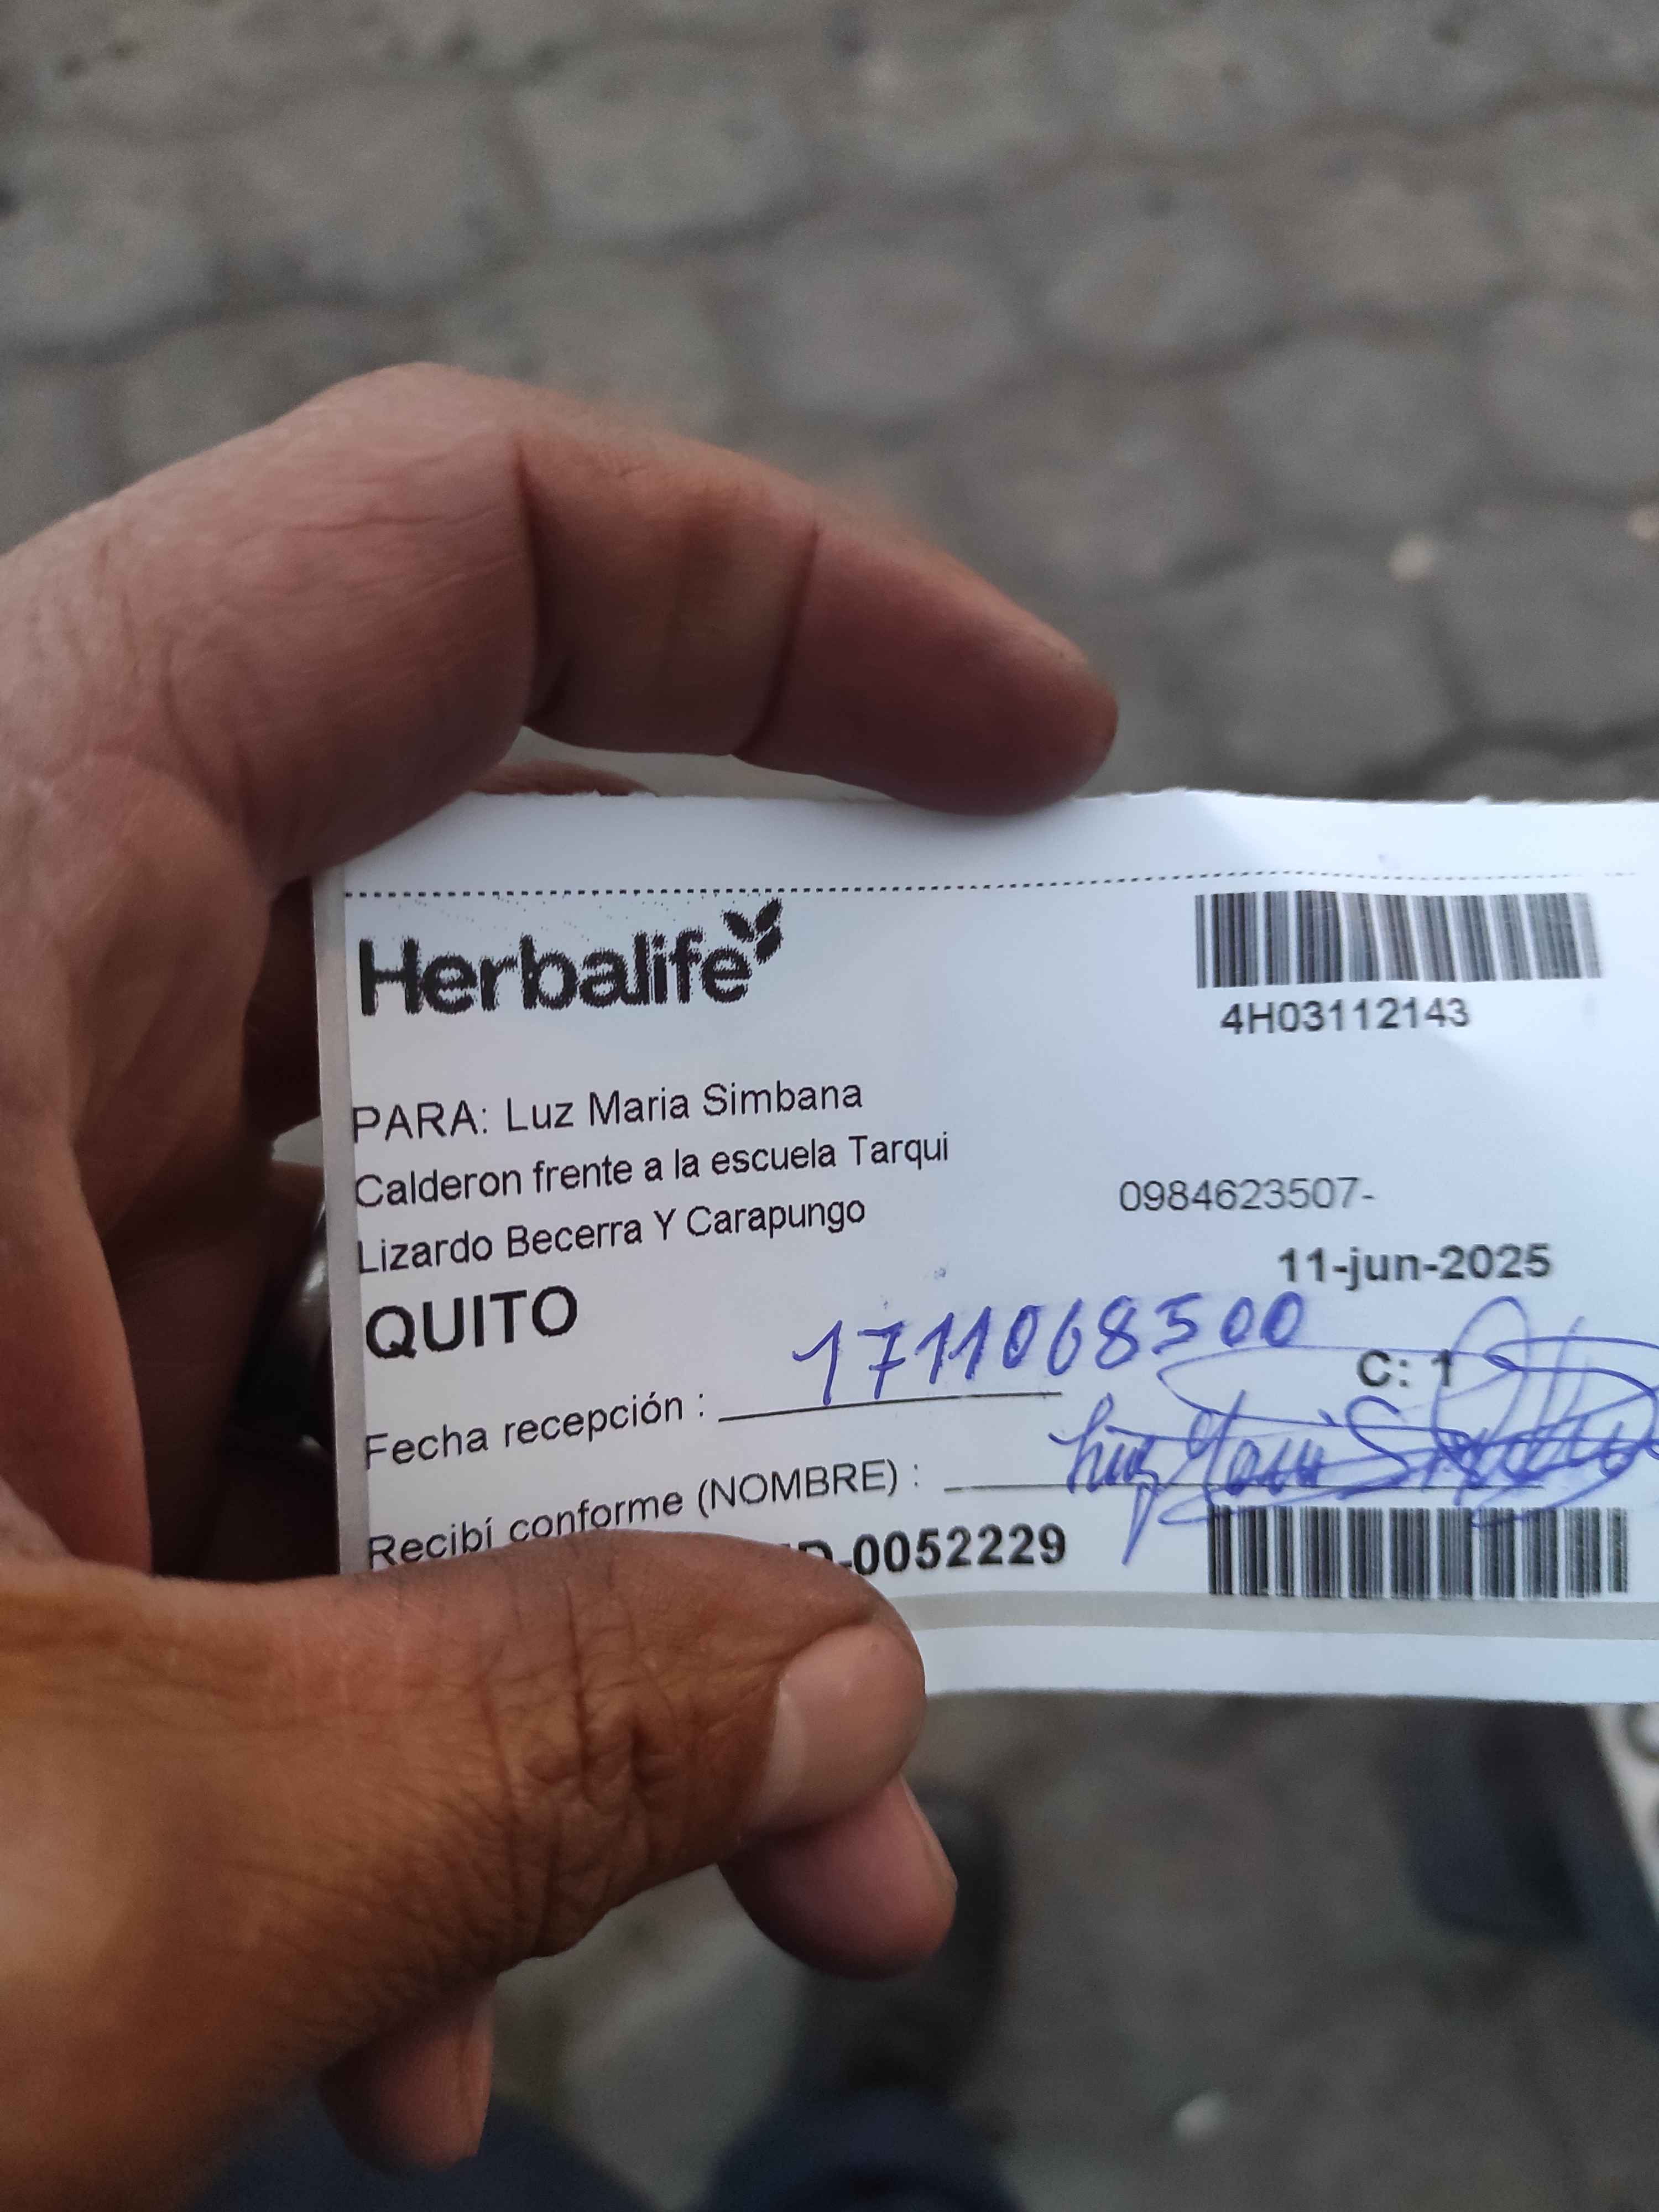 Herbalife
4H03112143
PARA: Luz Maria Simbana
Calderon frente a la escuela Tarqui
Lizardo Becerra Y Carapungo
0984623507-
11-jun-2025
QUITO
C: 1
Fecha recepción : 1711068500
Recibí conforme (NOMBRE) : Luz
-0052229